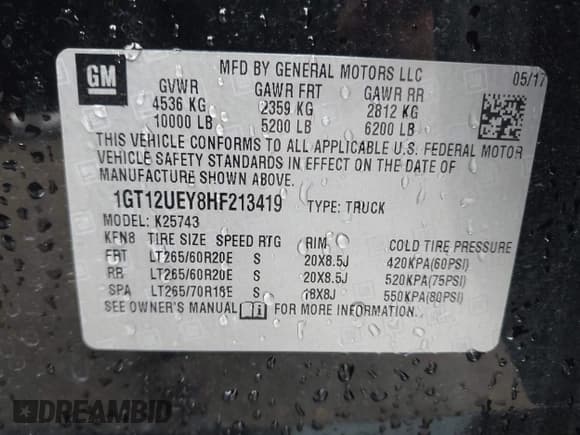 GM
MFD BY GENERAL MOTORS LLC
05/17
GVWR GAWR FRT GAWR RR
4536 KG 2359 KG 2812 KG
10000 LB 5200 LB 6200 LB
THIS VEHICLE CONFORMS TO ALL APPLICABLE U.S. FEDERAL MOTOR
VEHICLE SAFETY STANDARDS IN EFFECT ON THE DATE OF
MANUFACTURE SHOWN ABOVE.
1GT12UEY8HF213419 TYPE: TRUCK
MODEL: K25743
KFN8 TIRE SIZE SPEED RTG RIM COLD TIRE PRESSURE
FRT LT265/60R20E S 20X8.5J 420KPA(60PSI)
RR LT265/60R20E S 20X8.5J 520KPA(75PSI)
SPA LT265/70R18E S 18X8J 550KPA(80PSI)
SEE OWNER'S MANUAL FOR MORE INFORMATION.
DREAMBID